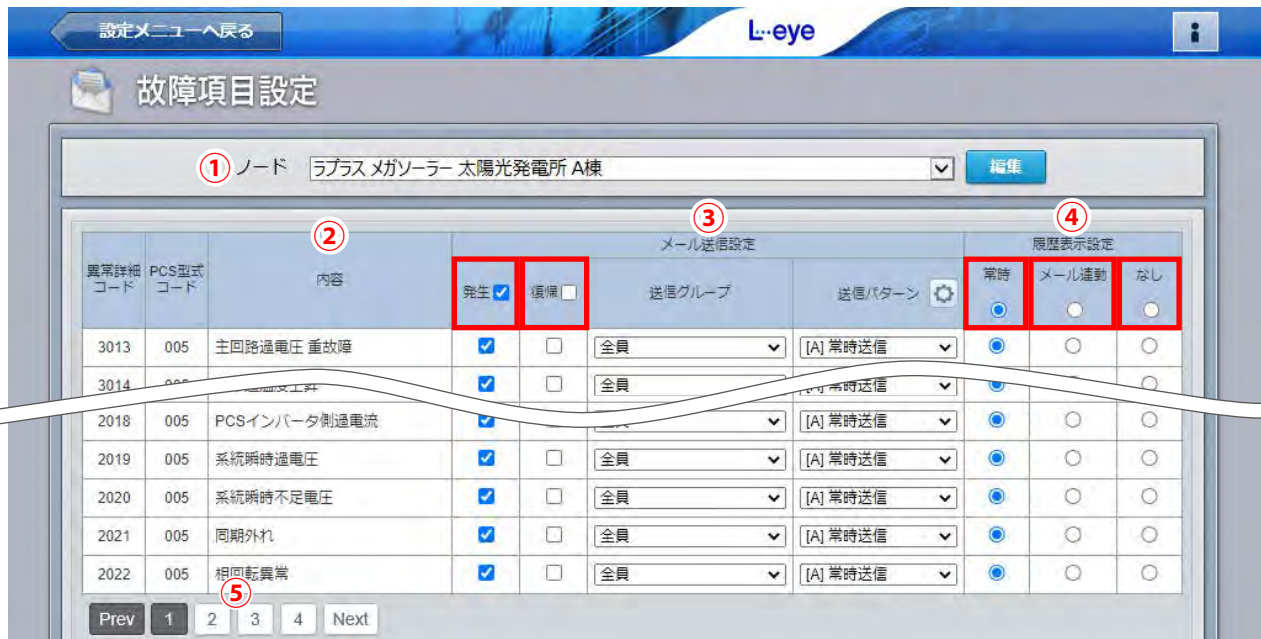 設定メニューへ戻る
L-eye
故障項目設定
① ノード ラプラス メガソーラー 太陽光発電所 A棟 編集
② ③ ④
メール送信設定 履歴表示設定
異常詳細コード PCS型式コード 内容 発生 復帰 送信グループ 送信パターン 常時 メール連動 なし
3013 005 主回路過電圧 重故障 全員 [A] 常時送信
3014 全員 常時送信
2018 005 PCSインバータ側過電流 [A] 常時送信
2019 005 系統瞬時過電圧 全員 [A] 常時送信
2020 005 系統瞬時不足電圧 全員 [A] 常時送信
2021 005 同期外れ 全員 [A] 常時送信
2022 005 相回転異常 全員 [A] 常時送信
⑤
Prev 1 2 3 4 Next